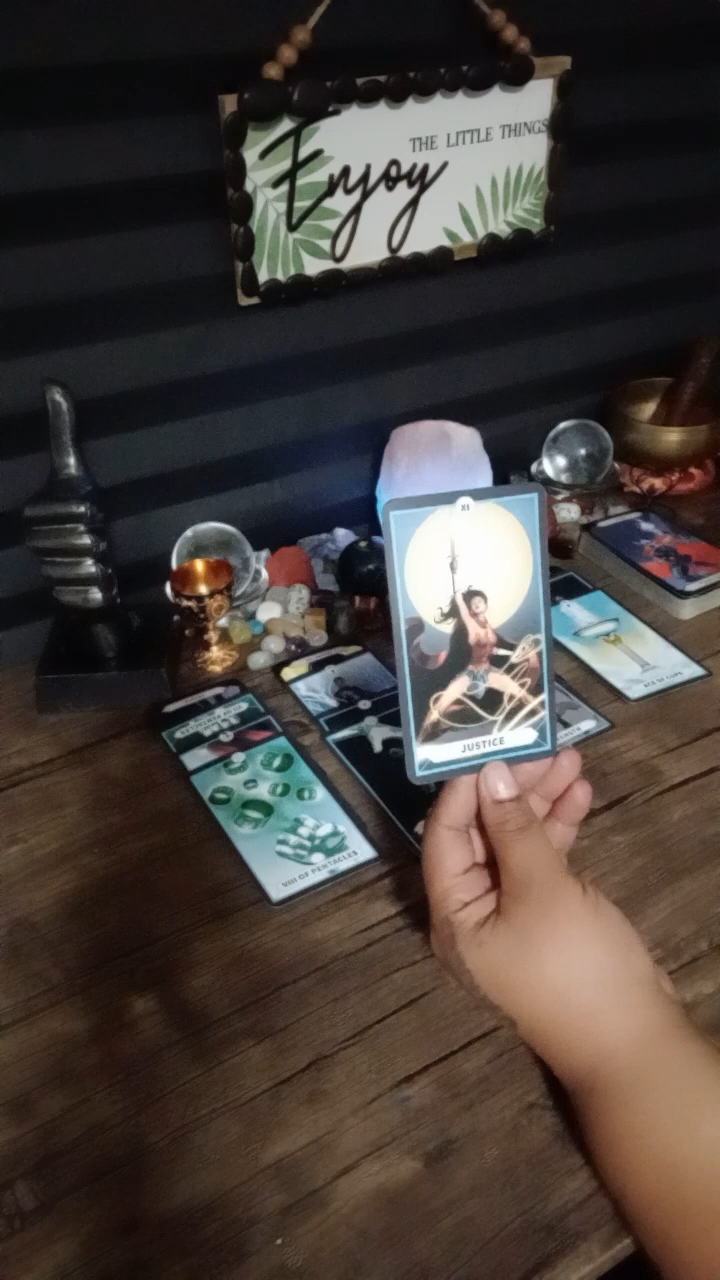 THE LITTLE THINGS
Enjoy
XI
JUSTICE
ACE OF CUPS
VIII OF PENTACLES